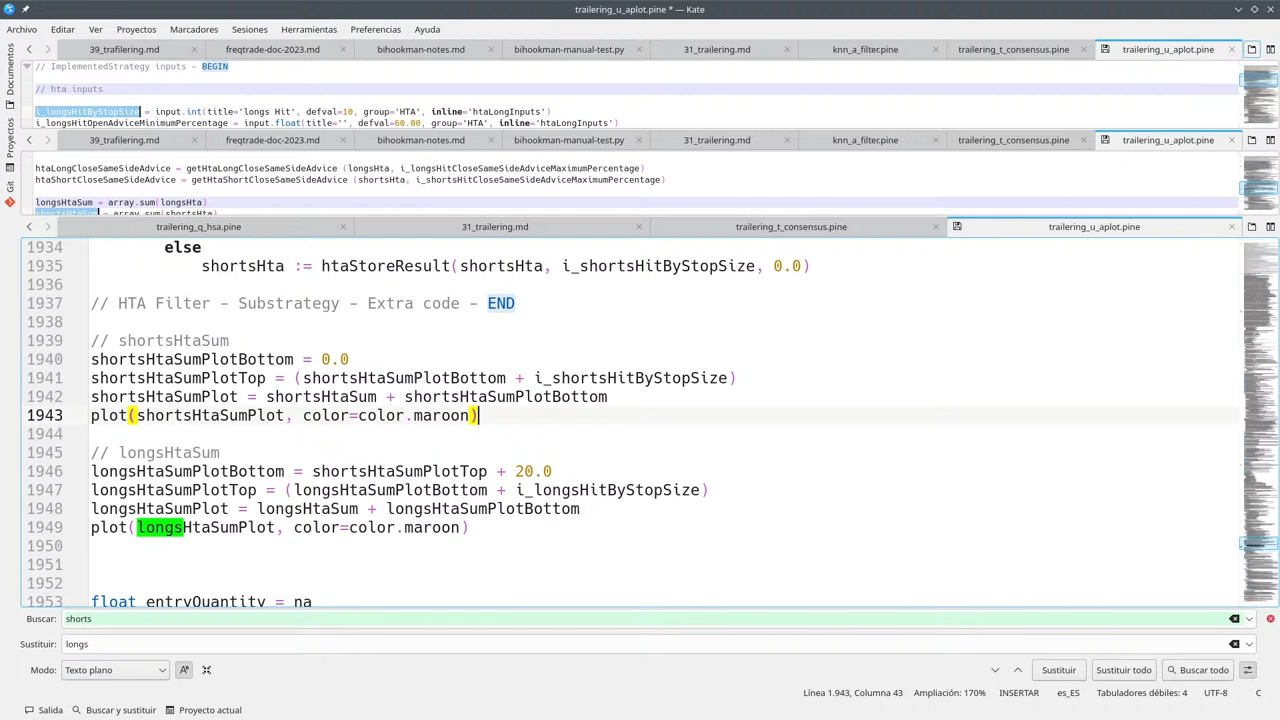 trailering_u_aplot.pine * — Kate
Archivo Editar Ver Proyectos Marcadores Sesiones Herramientas Preferencias Ayuda
39_trafilering.md freqtrade-doc-2023.md bihookman-notes.md bihookman-manual-test.py 31_trailering.md knn_a_filter.pine trailering_t_consensus.pine trailering_u_aplot.pine
Documentos
Proyectos
Git
// ImplementedStrategy inputs - BEGIN
// hta inputs
i_longsHitByStopSize = input.int(title='longs Hit', defval=10, group='HTA', inline='htaLongInputs')
i_longsHitOpenAdviceMinimumPercentage = input.float(title='', defval=60.00, group='HTA', inline='htaLongInputs')
39_trafilering.md freqtrade-doc-2023.md bihookman-notes.md bihookman-manual-test.py 31_trailering.md knn_a_filter.pine trailering_t_consensus.pine trailering_u_aplot.pine
htaLongCloseSameSideAdvice = getHtaLongCloseSameSideAdvice (longsHta, i_longsHitCloseSameSideAdviceMaximumPercentage)
htaShortCloseSameSideAdvice = getHtaShortCloseSameSideAdvice (shortsHta, i_shortsHitCloseSameSideAdviceMaximumPercentage)
longsHtaSum = array.sum(longsHta)
shortsHtaSum = array.sum(shortsHta)
trailering_q_hsa.pine 31_trailering.md trailering_t_consensus.pine trailering_u_aplot.pine
1934 else
1935 shortsHta := htaStoreResult(shortsHta, i_shortsHitByStopSize, 0.0)
1936
1937 // HTA Filter - Substrategy - Extra code - END
1938
1939 // shortsHtaSum
1940 shortsHtaSumPlotBottom = 0.0
1941 shortsHtaSumPlotTop = (shortsHtaSumPlotBottom + i_shortsHitByStopSize)
1942 shortsHtaSumPlot = shortsHtaSum + shortsHtaSumPlotBottom
1943 plot(shortsHtaSumPlot, color=color.maroon)
1944
1945 // longsHtaSum
1946 longsHtaSumPlotBottom = shortsHtaSumPlotTop + 20
1947 longsHtaSumPlotTop = (longsHtaSumPlotBottom + i_longsHitByStopSize)
1948 longsHtaSumPlot = longsHtaSum + longsHtaSumPlotBottom
1949 plot(longsHtaSumPlot, color=color.maroon)
1950
1951
1952
1953 float entryQuantity = na
Buscar: shorts
Sustituir: longs
Modo: Texto plano Sustituir Sustituir todo Buscar todo
Línea 1.943, Columna 43 Ampliación: 170% INSERTAR es_ES Tabuladores débiles: 4 UTF-8 C
Salida Buscar y sustituir Proyecto actual